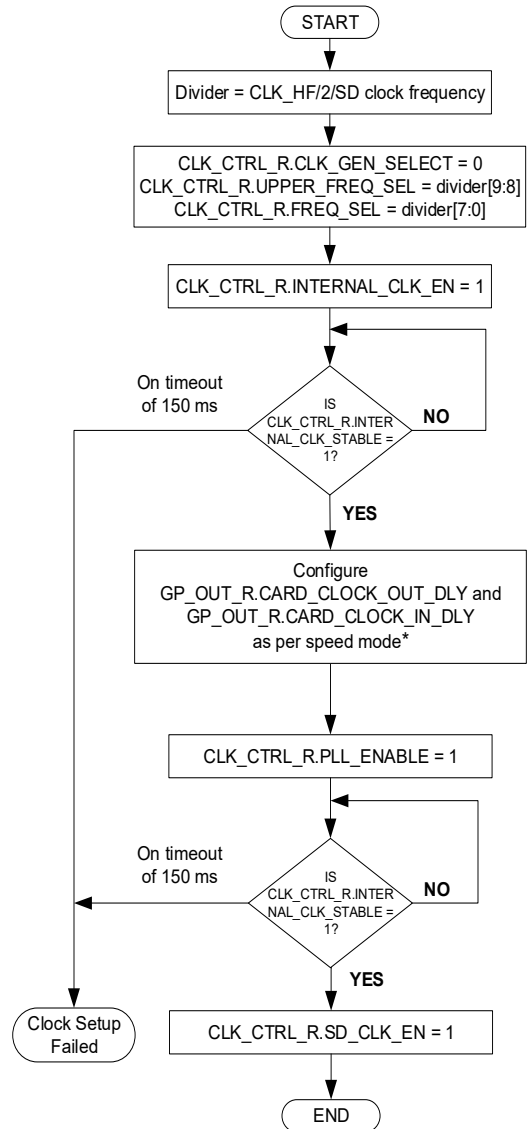 START
Divider = CLK_HF/2/SD clock frequency
CLK_CTRL_R.CLK_GEN_SELECT = 0
CLK_CTRL_R.UPPER_FREQ_SEL = divider[9:8]
CLK_CTRL_R.FREQ_SEL = divider[7:0]
CLK_CTRL_R.INTERNAL_CLK_EN = 1
On timeout
of 150 ms
IS
CLK_CTRL_R.INTER
NAL_CLK_STABLE =
1?
NO
YES
Configure
GP_OUT_R.CARD_CLOCK_OUT_DLY and
GP_OUT_R.CARD_CLOCK_IN_DLY
as per speed mode*
CLK_CTRL_R.PLL_ENABLE = 1
On timeout
of 150 ms
IS
CLK_CTRL_R.INTER
NAL_CLK_STABLE =
1?
NO
YES
Clock Setup
Failed
CLK_CTRL_R.SD_CLK_EN = 1
END